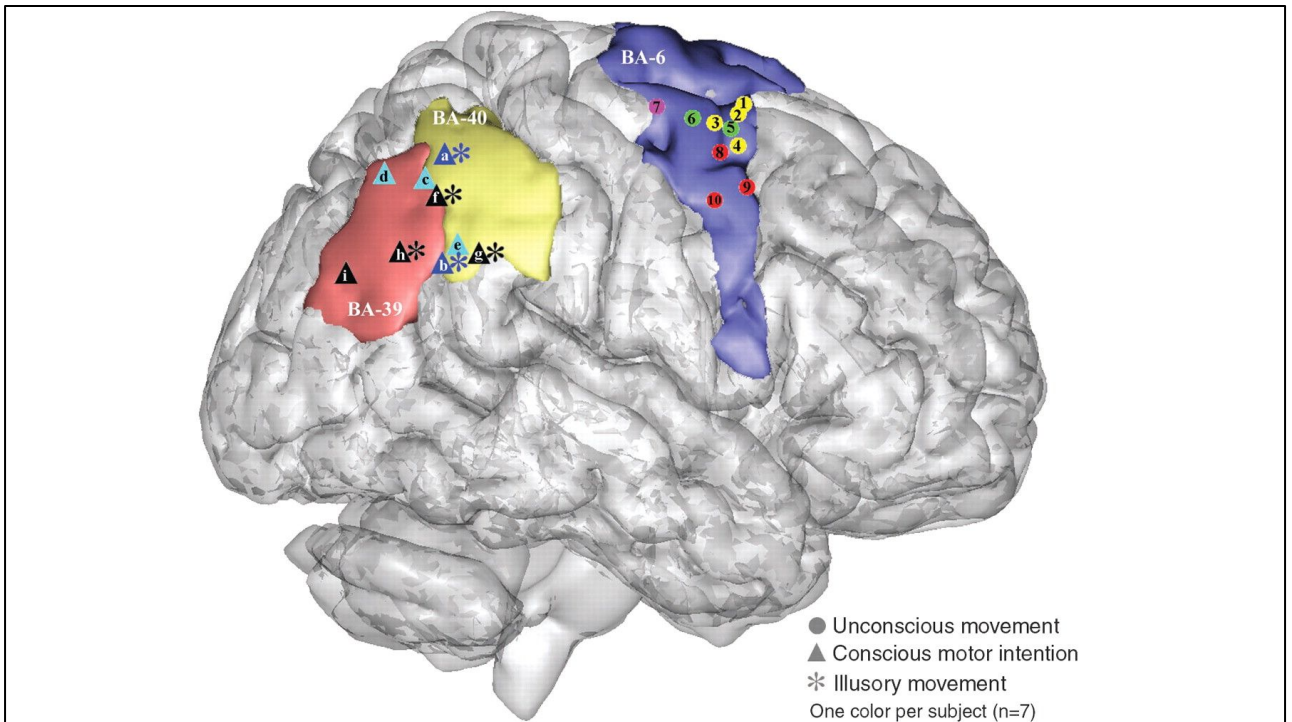 BA-6
1
7
2
6
3
5
BA-40
4
a
8
d
c
9
f
10
e
h
g
b
i
BA-39
Unconscious movement
Conscious motor intention
Illusory movement
One color per subject (n=7)